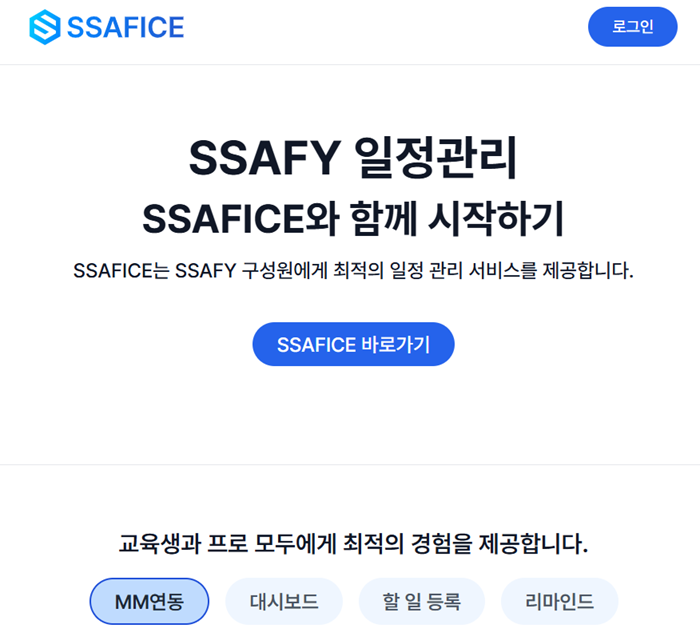 SSAFICE
로그인
SSAFY 일정관리
SSAFICE와 함께 시작하기
SSAFICE는 SSAFY 구성원에게 최적의 일정 관리 서비스를 제공합니다.
SSAFICE 바로가기
교육생과 프로 모두에게 최적의 경험을 제공합니다.
MM연동
대시보드
할 일 등록
리마인드